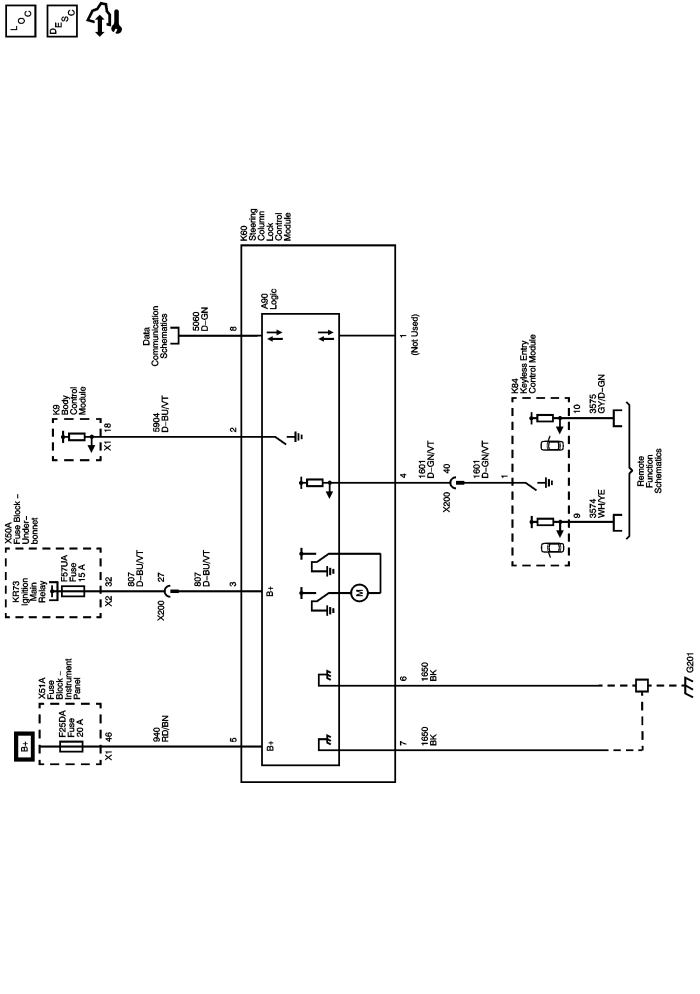 LOC
DESC
K60
Steering
Column
Lock
Control
Module
A90
Logic
Data
Communication
Schematics
5060
D-GN
8
1
(Not Used)
K9
Body
Control
Module
18
X1
5904
D-BU/VT
2
4
1601
D-GN/VT
40
X200
1601
D-GN/VT
1
K84
Keyless Entry
Control Module
10
3575
GY/D-GN
9
3574
WH/YE
Remote
Function
Schematics
X50A
Fuse Block –
Under-
bonnet
KR73
Ignition
Main
Relay
F57UA
Fuse
15 A
32
X2
807
D-BU/VT
27
X200
807
D-BU/VT
3
B+
M
6
1650
BK
G201
X51A
Fuse
Block –
Instrument
Panel
B+
F25DA
Fuse
20 A
46
X1
940
RD/BN
5
B+
7
1650
BK